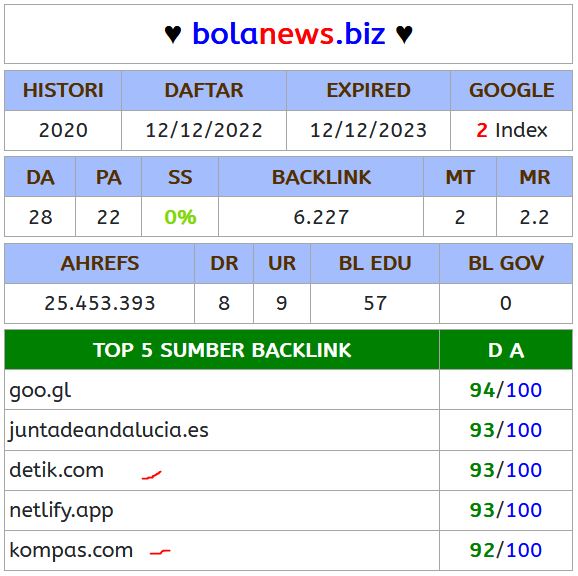 ♥ bolanews.biz ♥
HISTORI DAFTAR EXPIRED GOOGLE
2020 12/12/2022 12/12/2023 2 Index
DA PA SS BACKLINK MT MR
28 22 0% 6.227 2 2.2
AHREFS DR UR BL EDU BL GOV
25.453.393 8 9 57 0
TOP 5 SUMBER BACKLINK D A
goo.gl 94/100
juntadeandalucia.es 93/100
detik.com 93/100
netlify.app 93/100
kompas.com 92/100